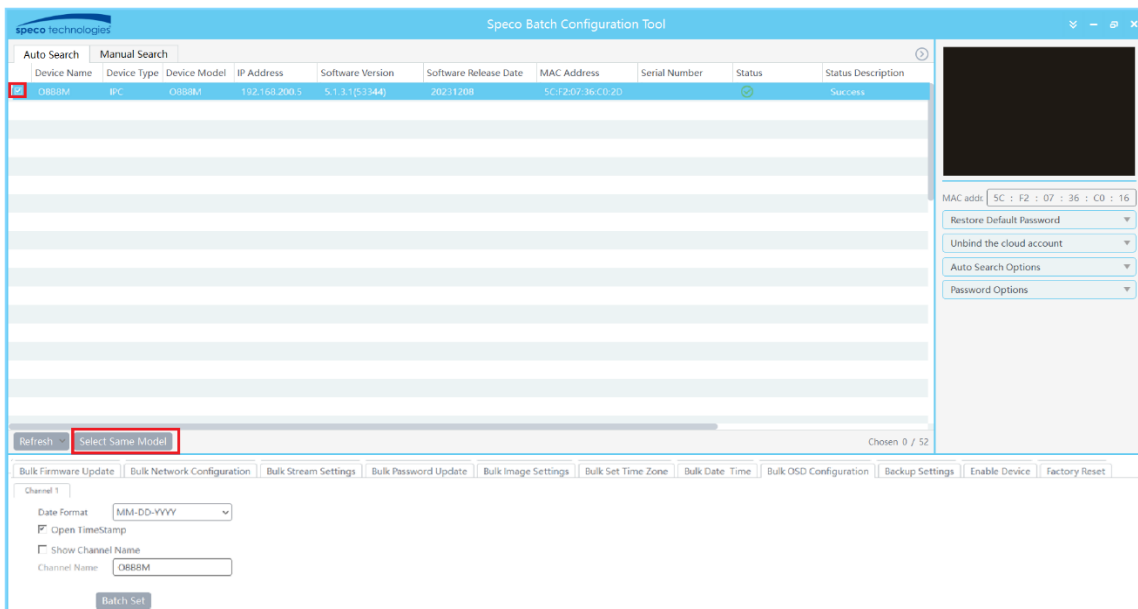 speco technologies
Speco Batch Configuration Tool
Auto Search Manual Search
Device Name Device Type Device Model IP Address Software Version Software Release Date MAC Address Serial Number Status Status Description
O8B8M IPC O8B8M 192.168.200.5 5.1.3.1(53344) 20231208 5C:F2:07:36:C0:2D Success
MAC addr. 5C : F2 : 07 : 36 : C0 : 16
Restore Default Password
Unbind the cloud account
Auto Search Options
Password Options
Refresh Select Same Model Chosen 0 / 52
Bulk Firmware Update Bulk Network Configuration Bulk Stream Settings Bulk Password Update Bulk Image Settings Bulk Set Time Zone Bulk Date Time Bulk OSD Configuration Backup Settings Enable Device Factory Reset
Channel 1
Date Format MM-DD-YYYY
Open TimeStamp
Show Channel Name
Channel Name O8B8M
Batch Set